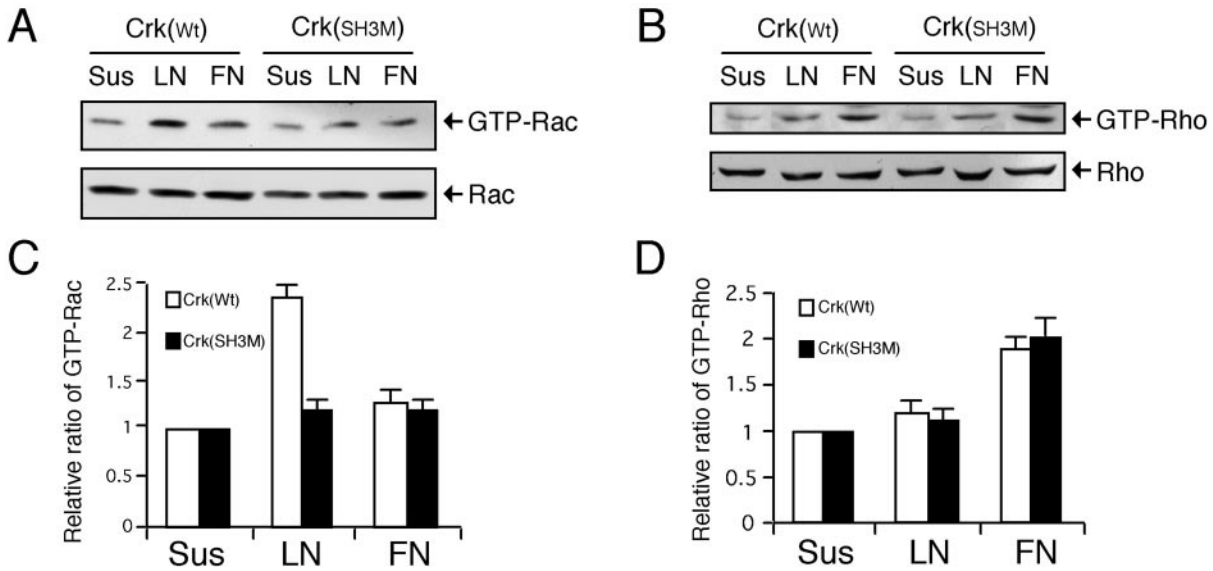 A
Crk(Wt) Crk(SH3M)
Sus LN FN Sus LN FN
GTP-Rac
Rac
B
Crk(Wt) Crk(SH3M)
Sus LN FN Sus LN FN
GTP-Rho
Rho
C
Relative ratio of GTP-Rac
2.5
2
1.5
1
0.5
0
Crk(Wt)
Crk(SH3M)
Sus LN FN
D
Relative ratio of GTP-Rho
2.5
2
1.5
1
0.5
0
Crk(Wt)
Crk(SH3M)
Sus LN FN